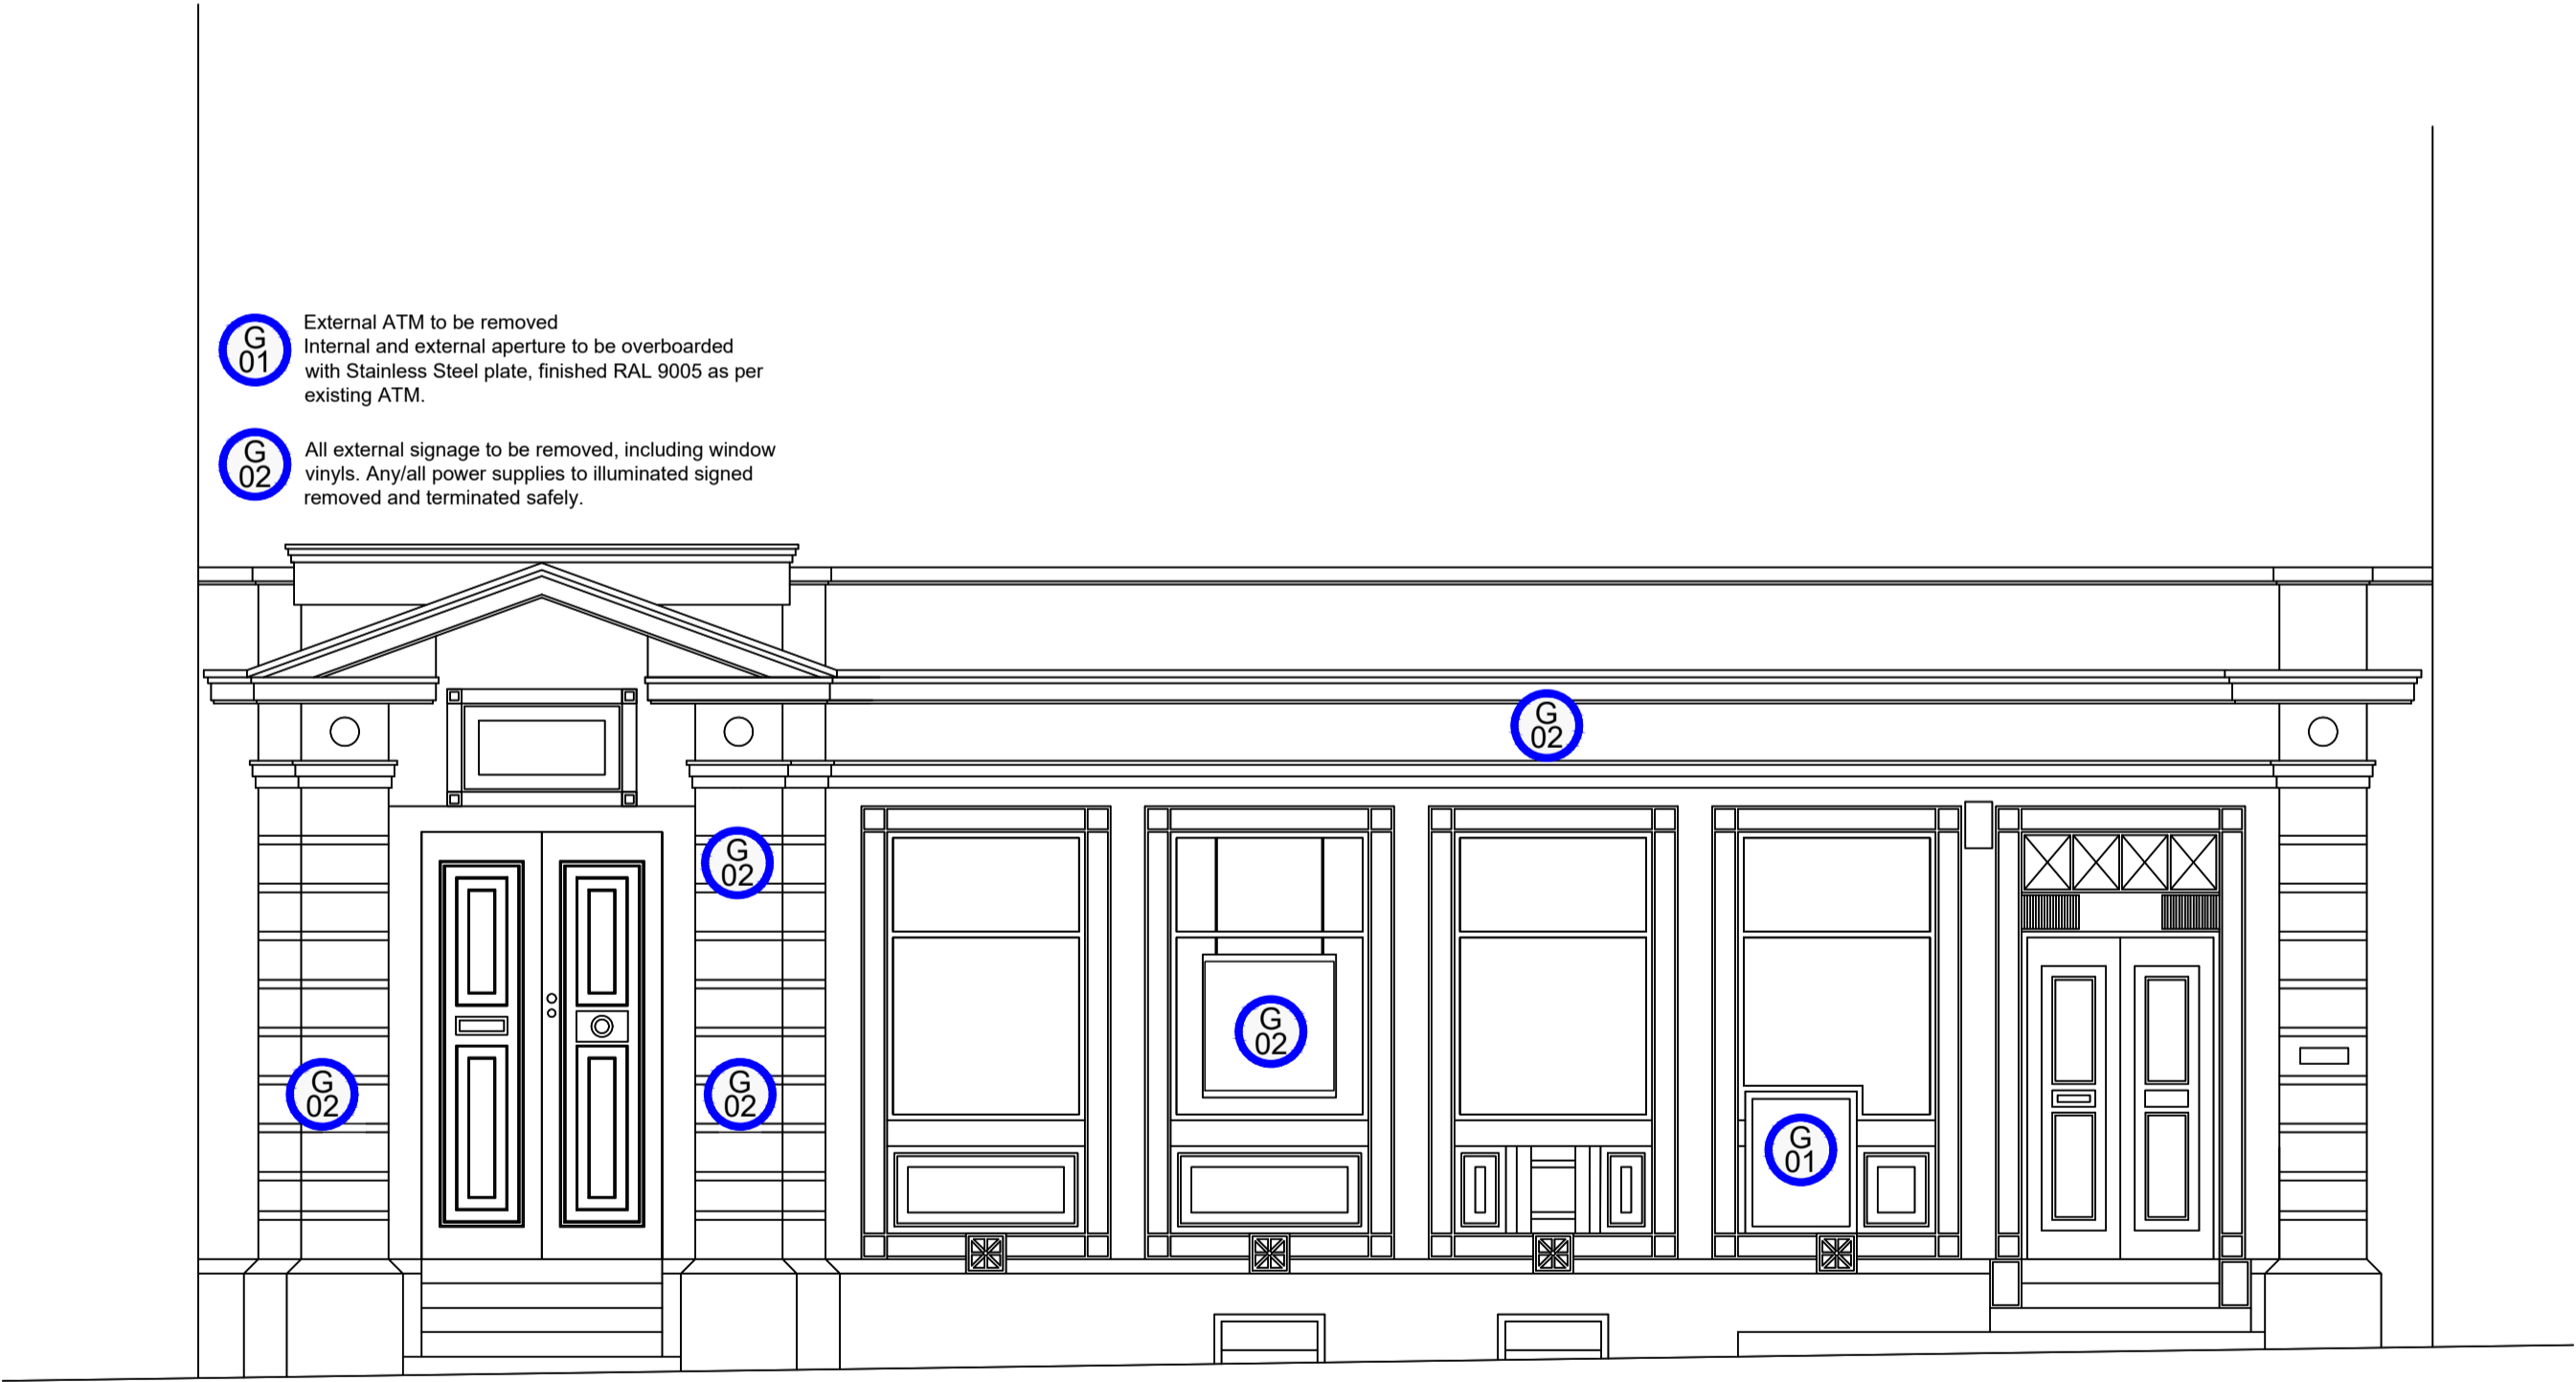 G
01
External ATM to be removed
Internal and external aperture to be overboarded
with Stainless Steel plate, finished RAL 9005 as per
existing ATM.
G
02
All external signage to be removed, including window
vinyls. Any/all power supplies to illuminated signed
removed and terminated safely.
G
02
G
02
G
02
G
02
G
02
G
01